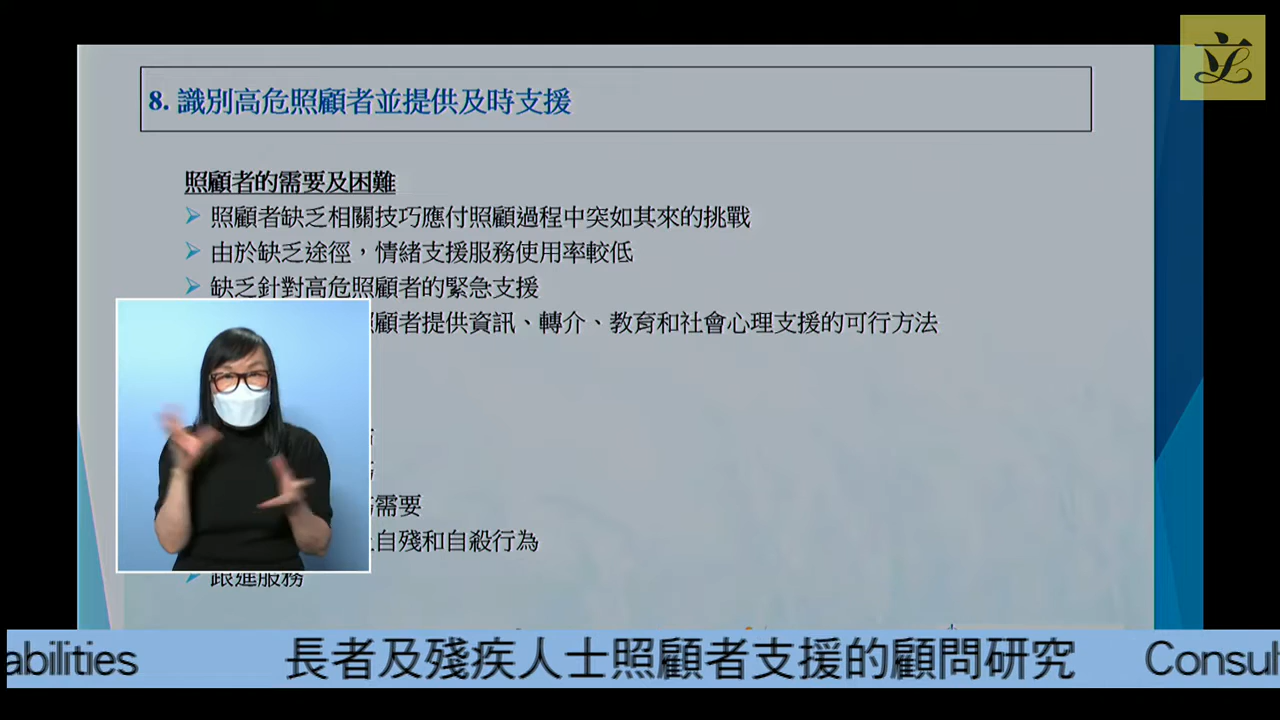 立
8. 識別高危照顧者並提供及時支援
照顧者的需要及困難
照顧者缺乏相關技巧應付照顧過程中突如其來的挑戰
由於缺乏途徑，情緒支援服務使用率較低
缺乏針對高危照顧者的緊急支援
照顧者提供資訊、轉介、教育和社會心理支援的可行方法
需要
自殘和自殺行為
跟進服務
abilities 長者及殘疾人士照顧者支援的顧問研究 Consul